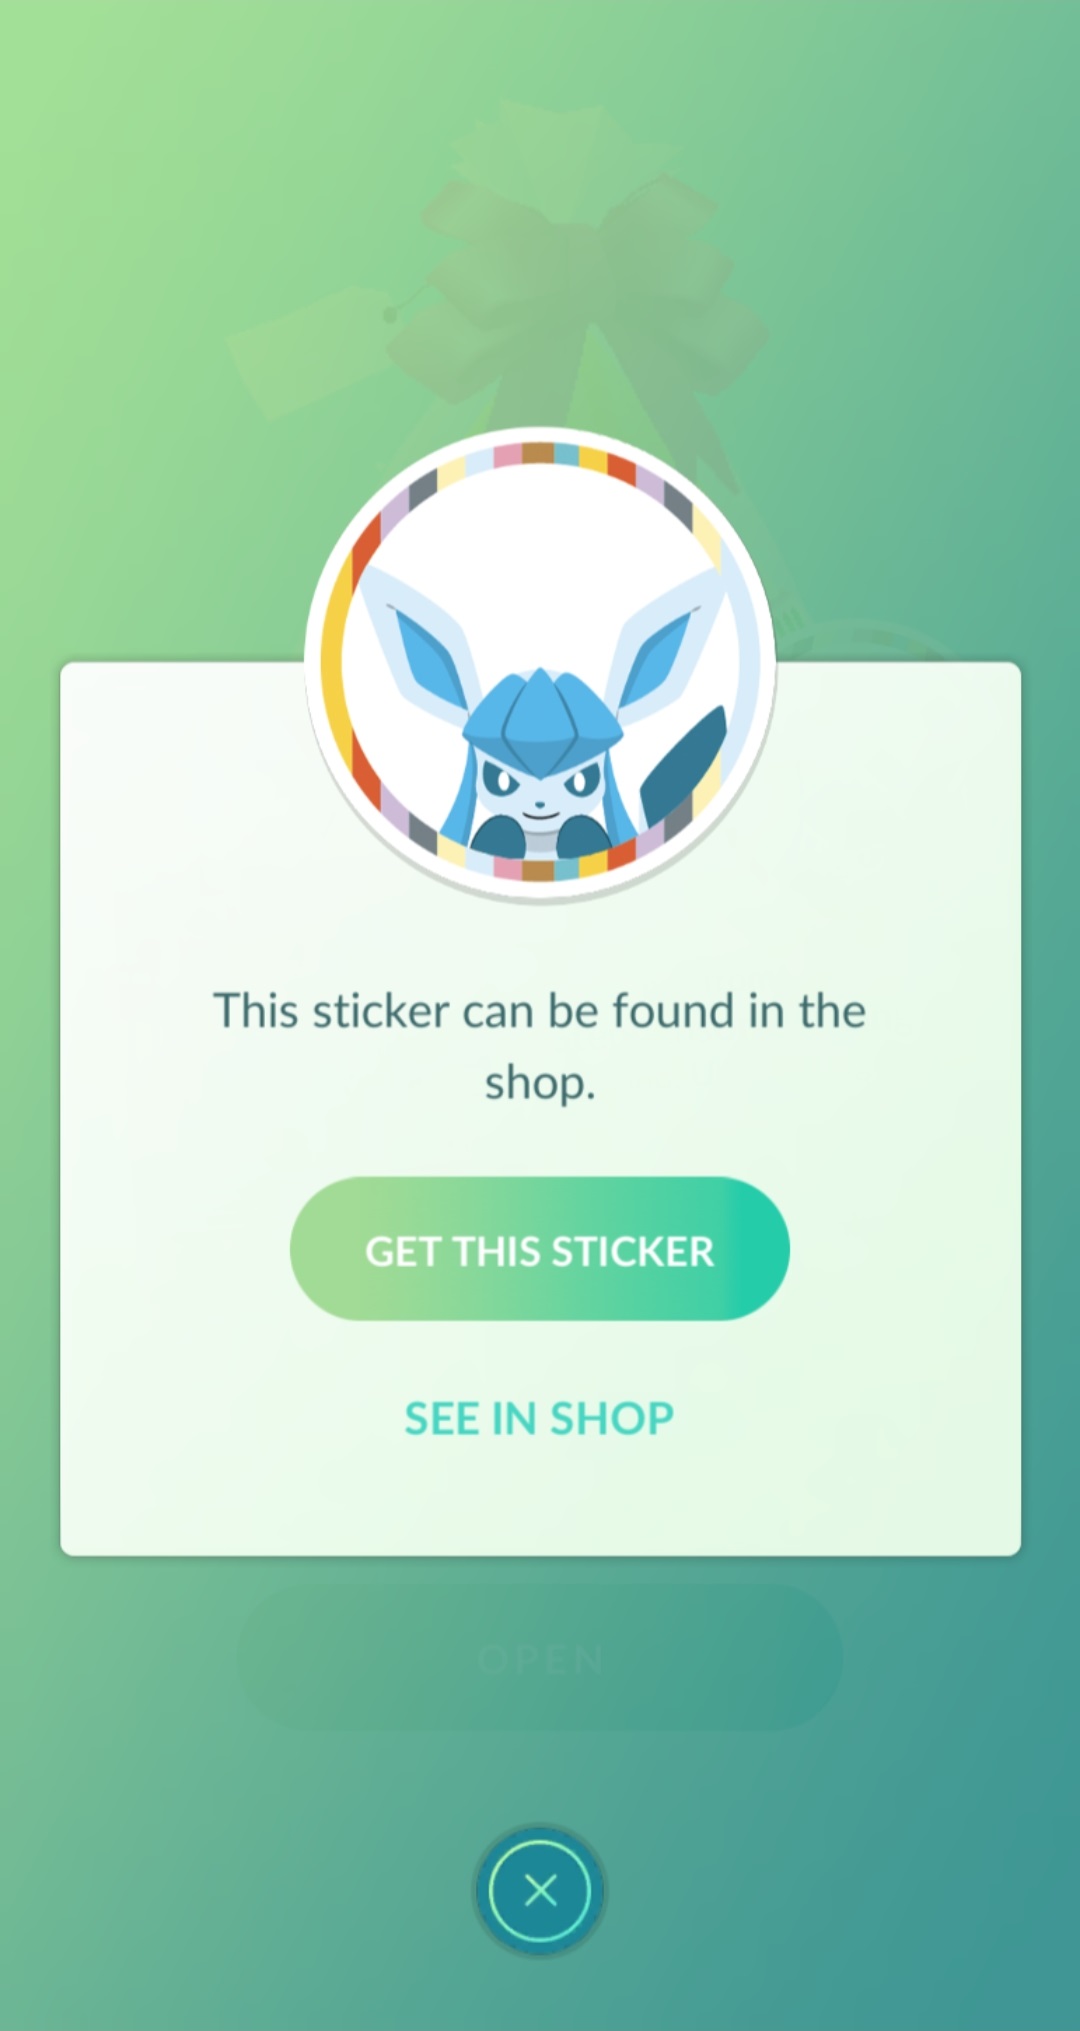 This sticker can be found in the
shop.
GET THIS STICKER
SEE IN SHOP
OPEN